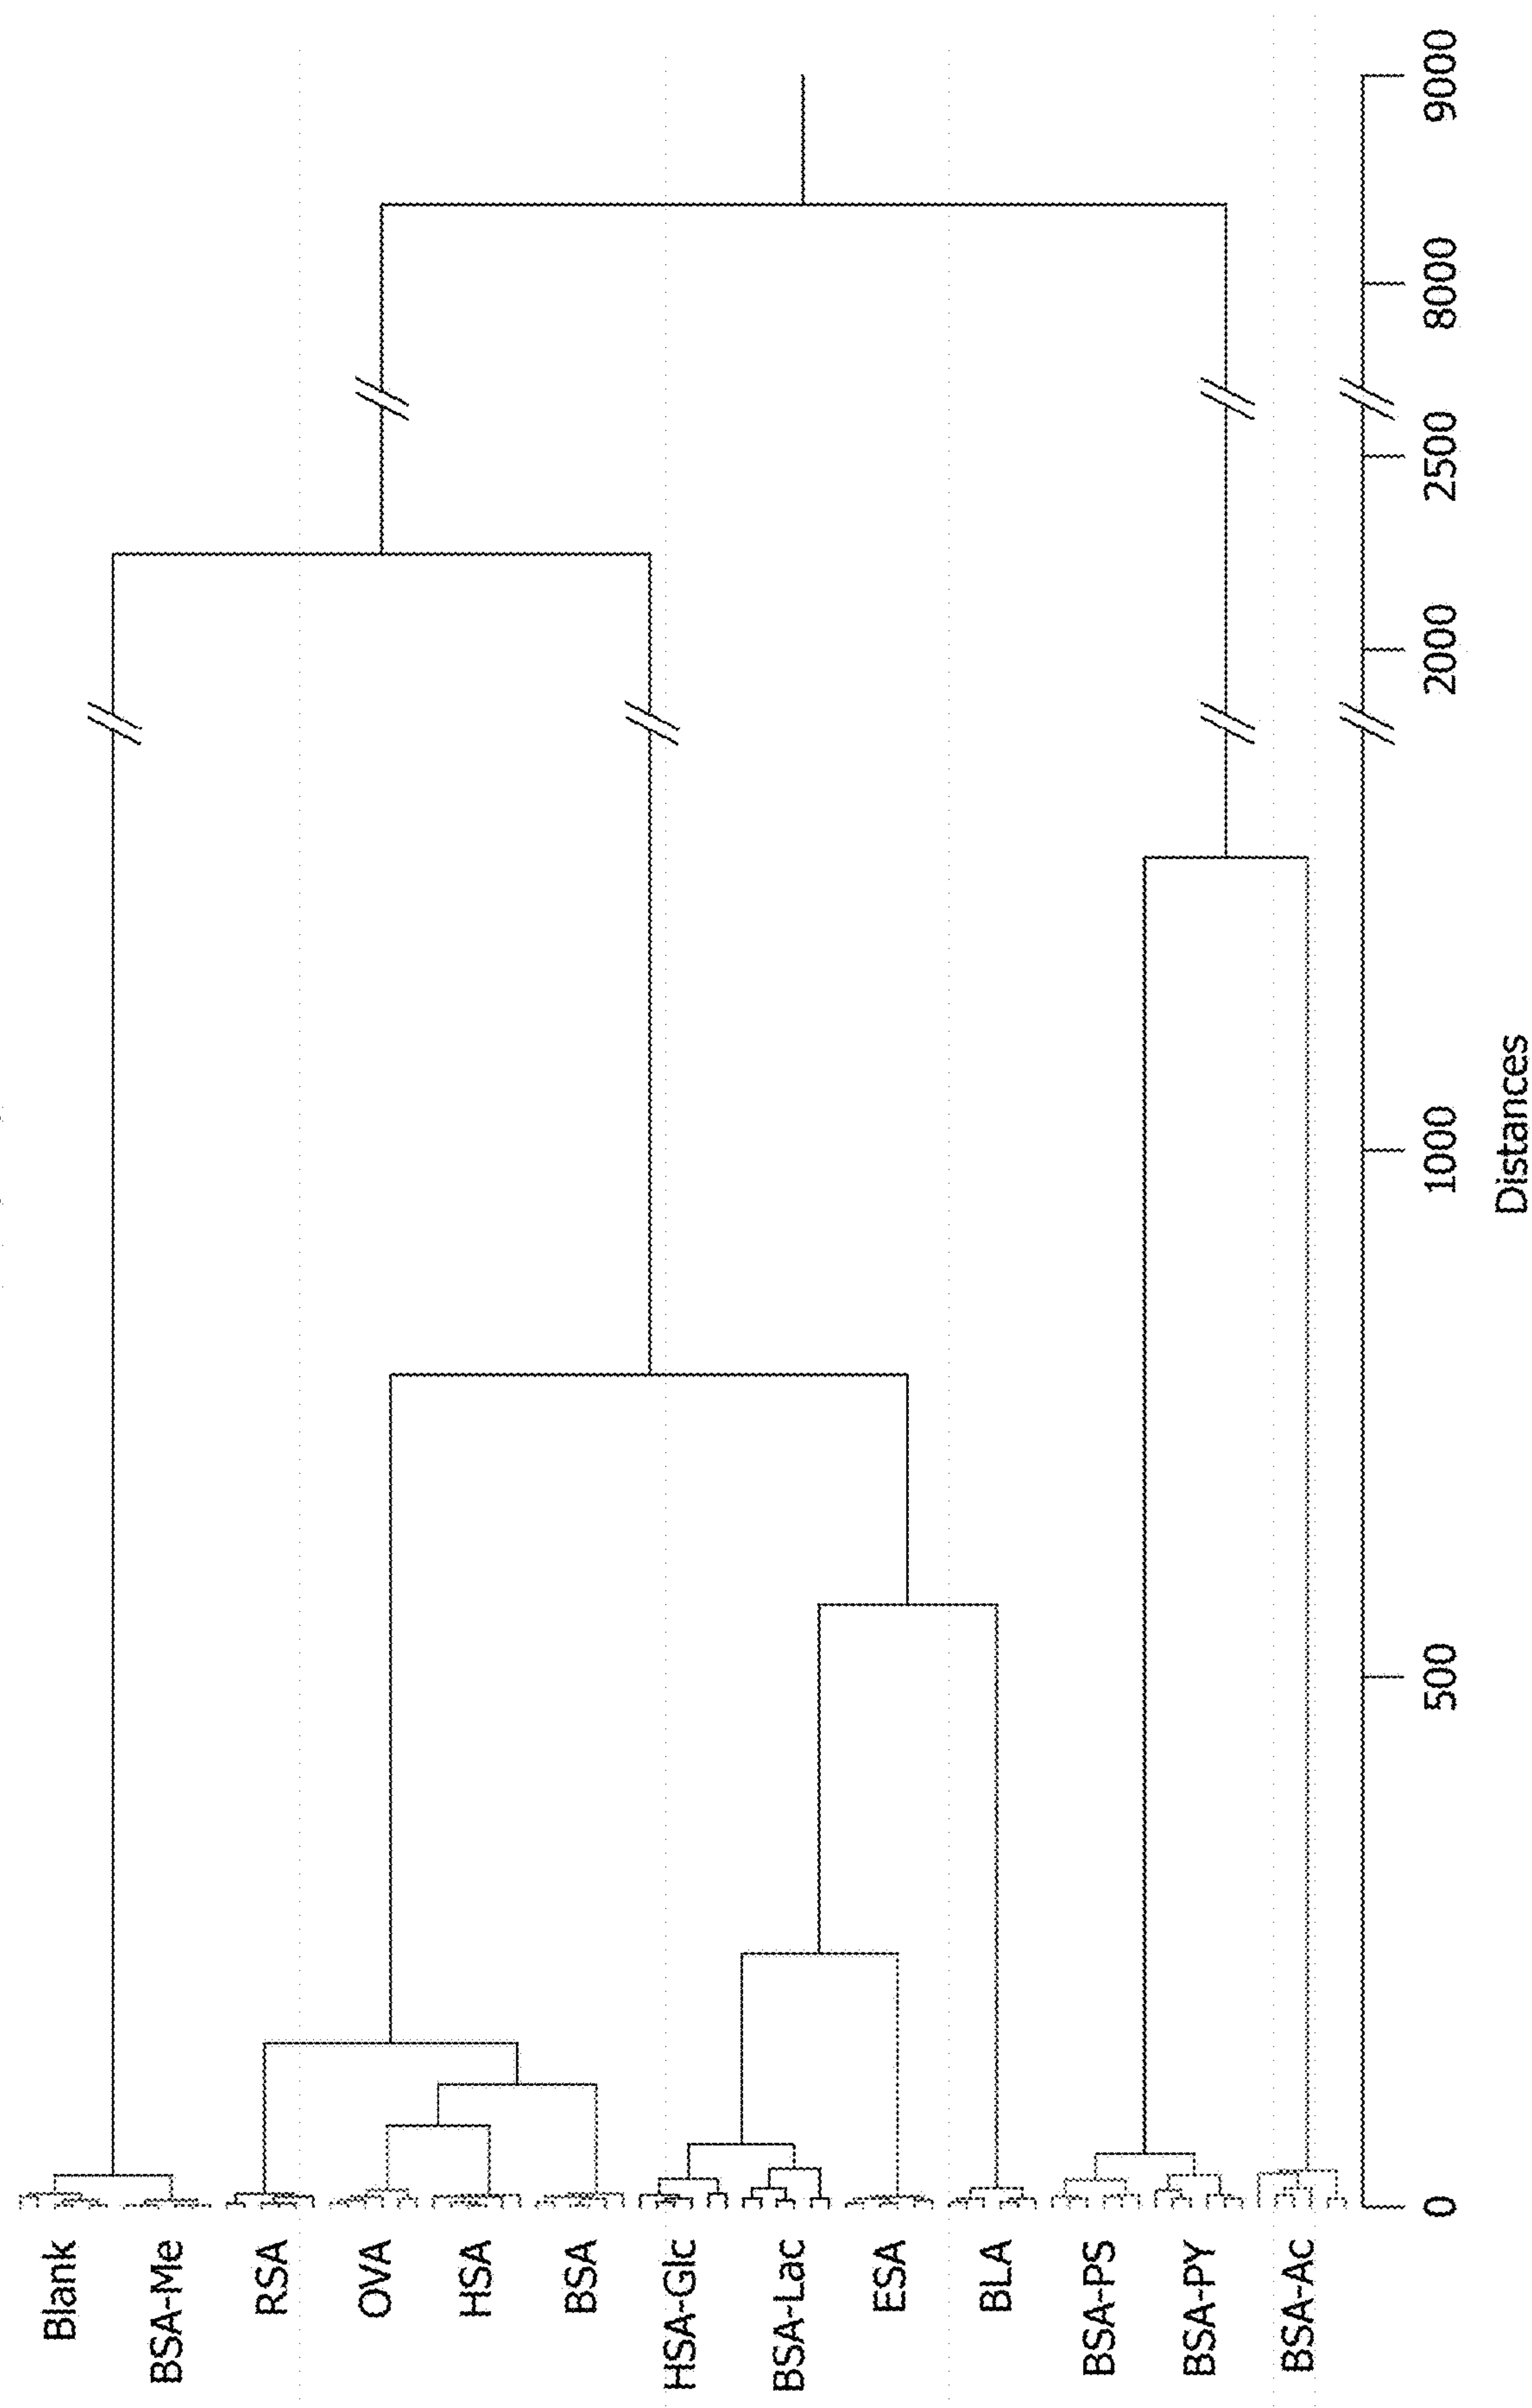 Blank
BSA-Me
RSA
OVA
HSA
BSA
HSA-Glc
BSA-Lac
ESA
BLA
BSA-PS
BSA-PY
BSA-Ac
0
500
1000
2000
2500
8000
9000
Distances